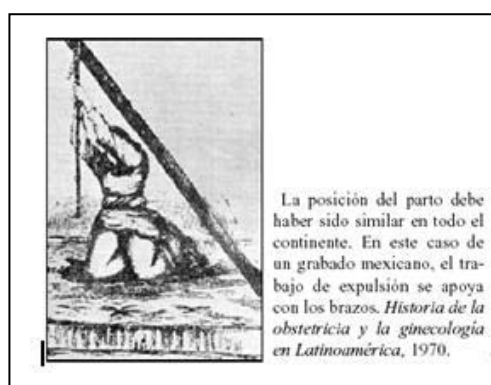 La posición del parto debe
haber sido similar en todo el
continente. En este caso de
un grabado mexicano, el tra-
bajo de expulsión se apoya
con los brazos. Historia de la
obstetricia y la ginecología
en Latinoamérica, 1970.